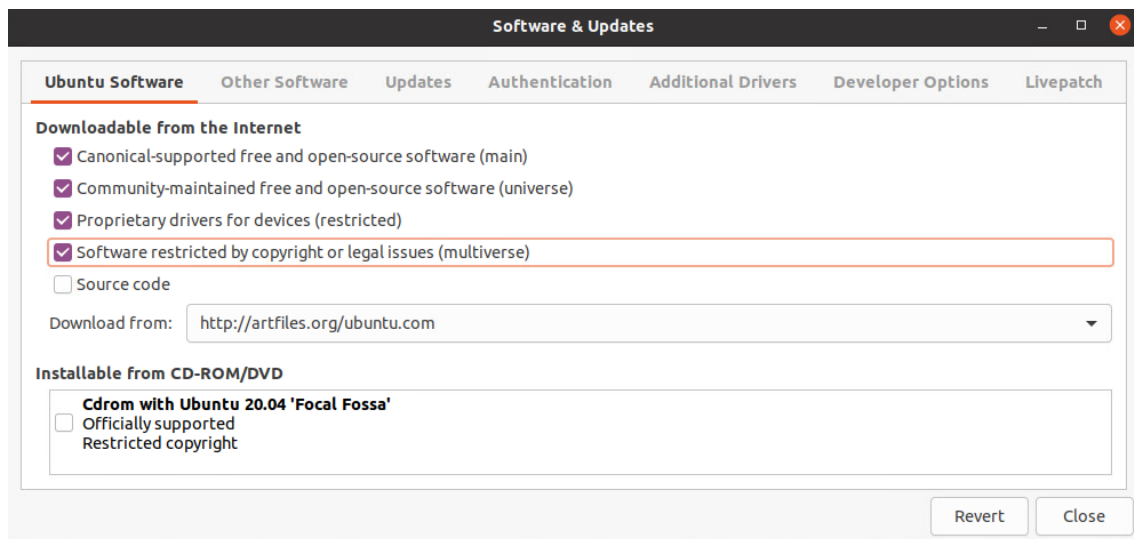 Software & Updates
Ubuntu Software Other Software Updates Authentication Additional Drivers Developer Options Livepatch
Downloadable from the Internet
Canonical-supported free and open-source software (main)
Community-maintained free and open-source software (universe)
Proprietary drivers for devices (restricted)
Software restricted by copyright or legal issues (multiverse)
Source code
Download from: http://artfiles.org/ubuntu.com
Installable from CD-ROM/DVD
Cdrom with Ubuntu 20.04 'Focal Fossa'
Officially supported
Restricted copyright
Revert Close